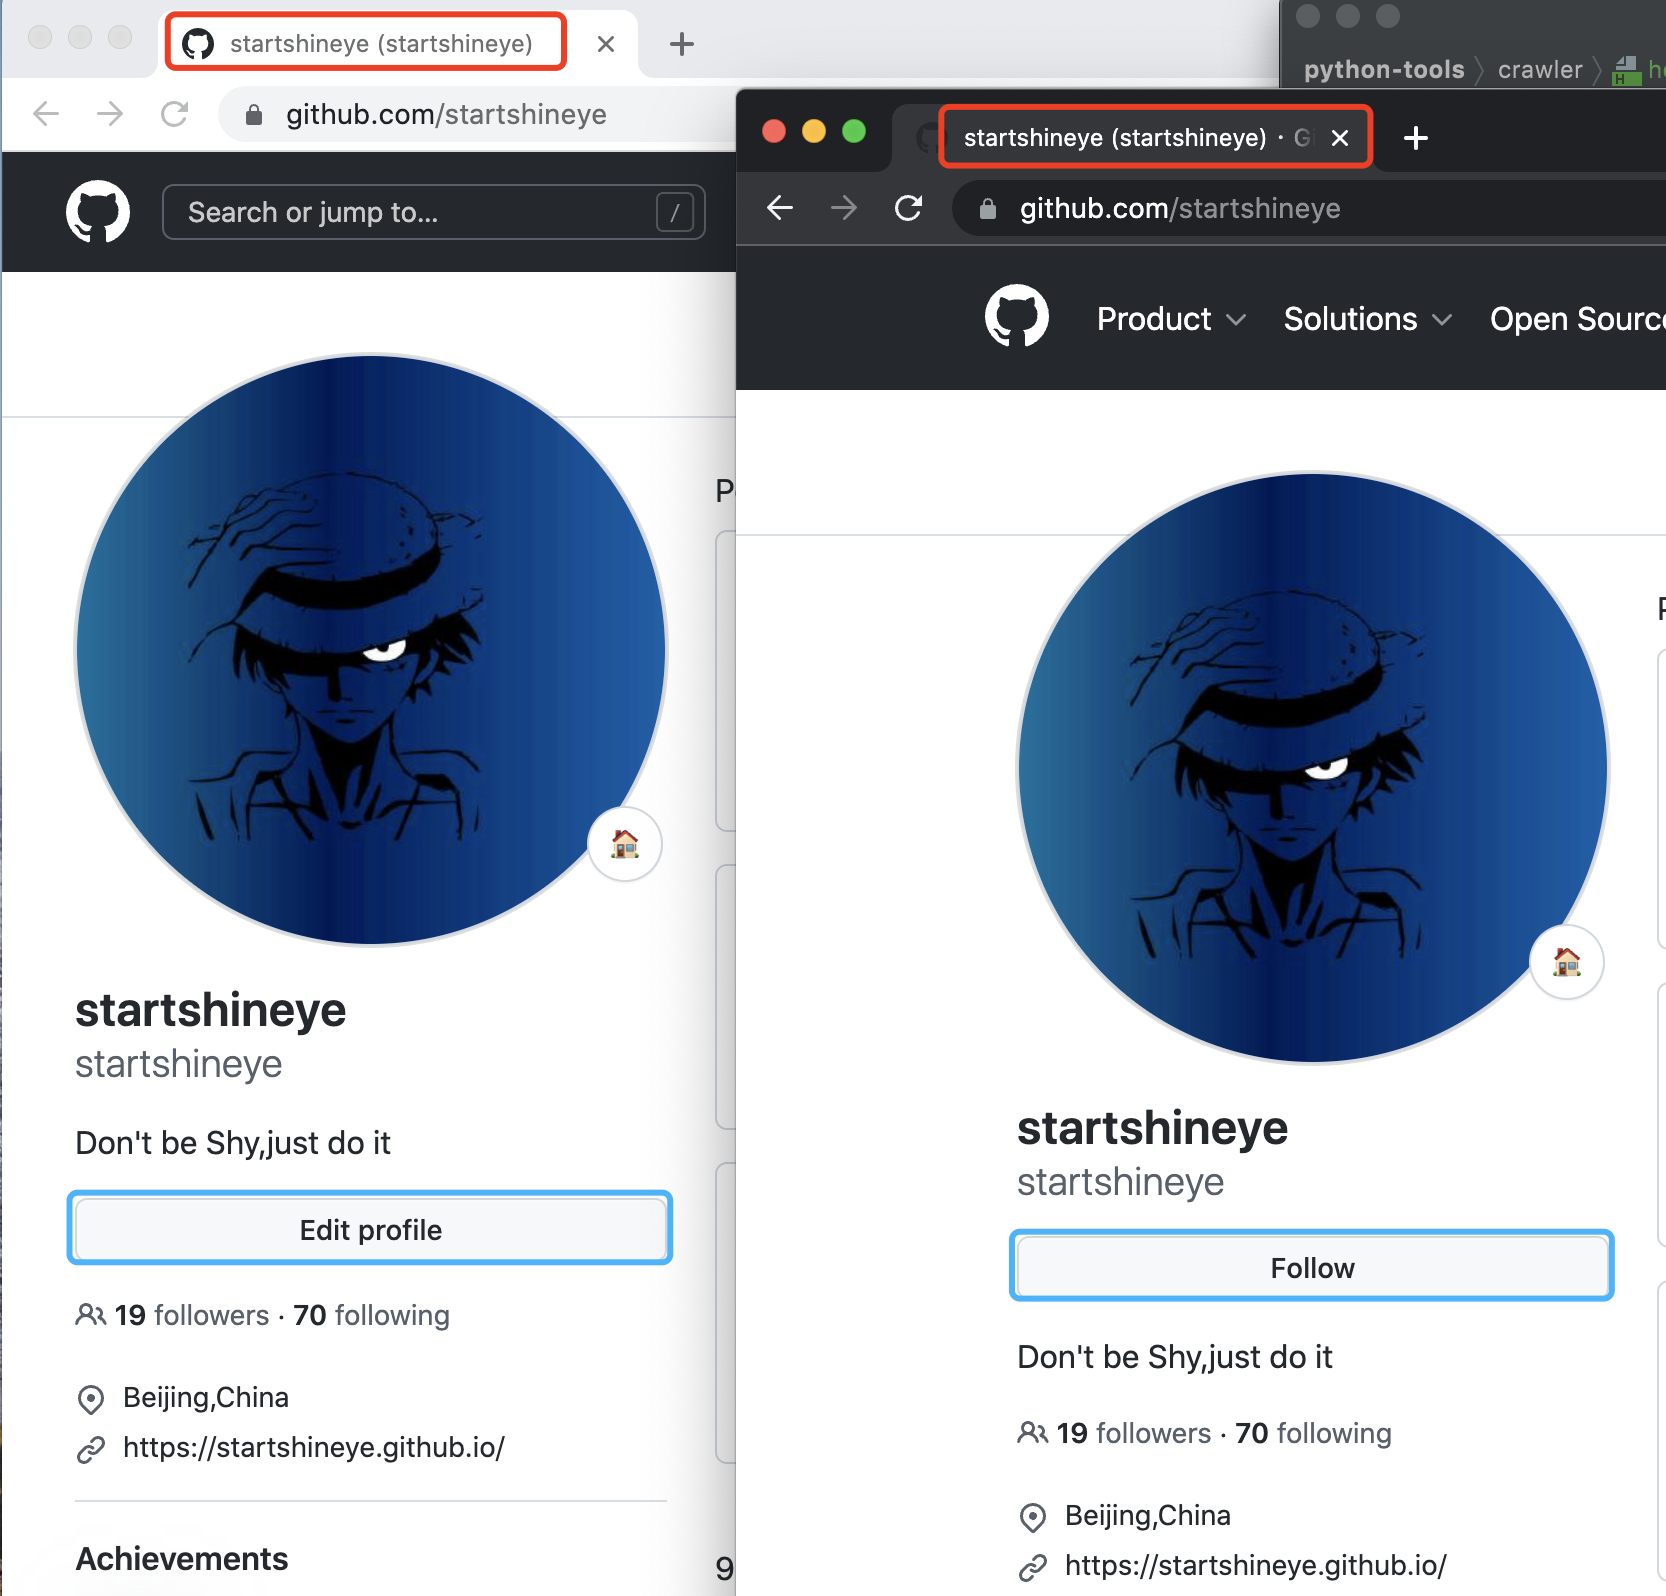 startshineye (startshineye)
github.com/startshineye
Search or jump to...
/
startshineye
startshineye
Don't be Shy,just do it
Edit profile
19 followers · 70 following
Beijing,China
https://startshineye.github.io/
Achievements
9
python-tools
crawler
startshineye (startshineye) · G
github.com/startshineye
Product
Solutions
Open Sourc
startshineye
startshineye
Follow
Don't be Shy,just do it
19 followers · 70 following
Beijing,China
https://startshineye.github.io/